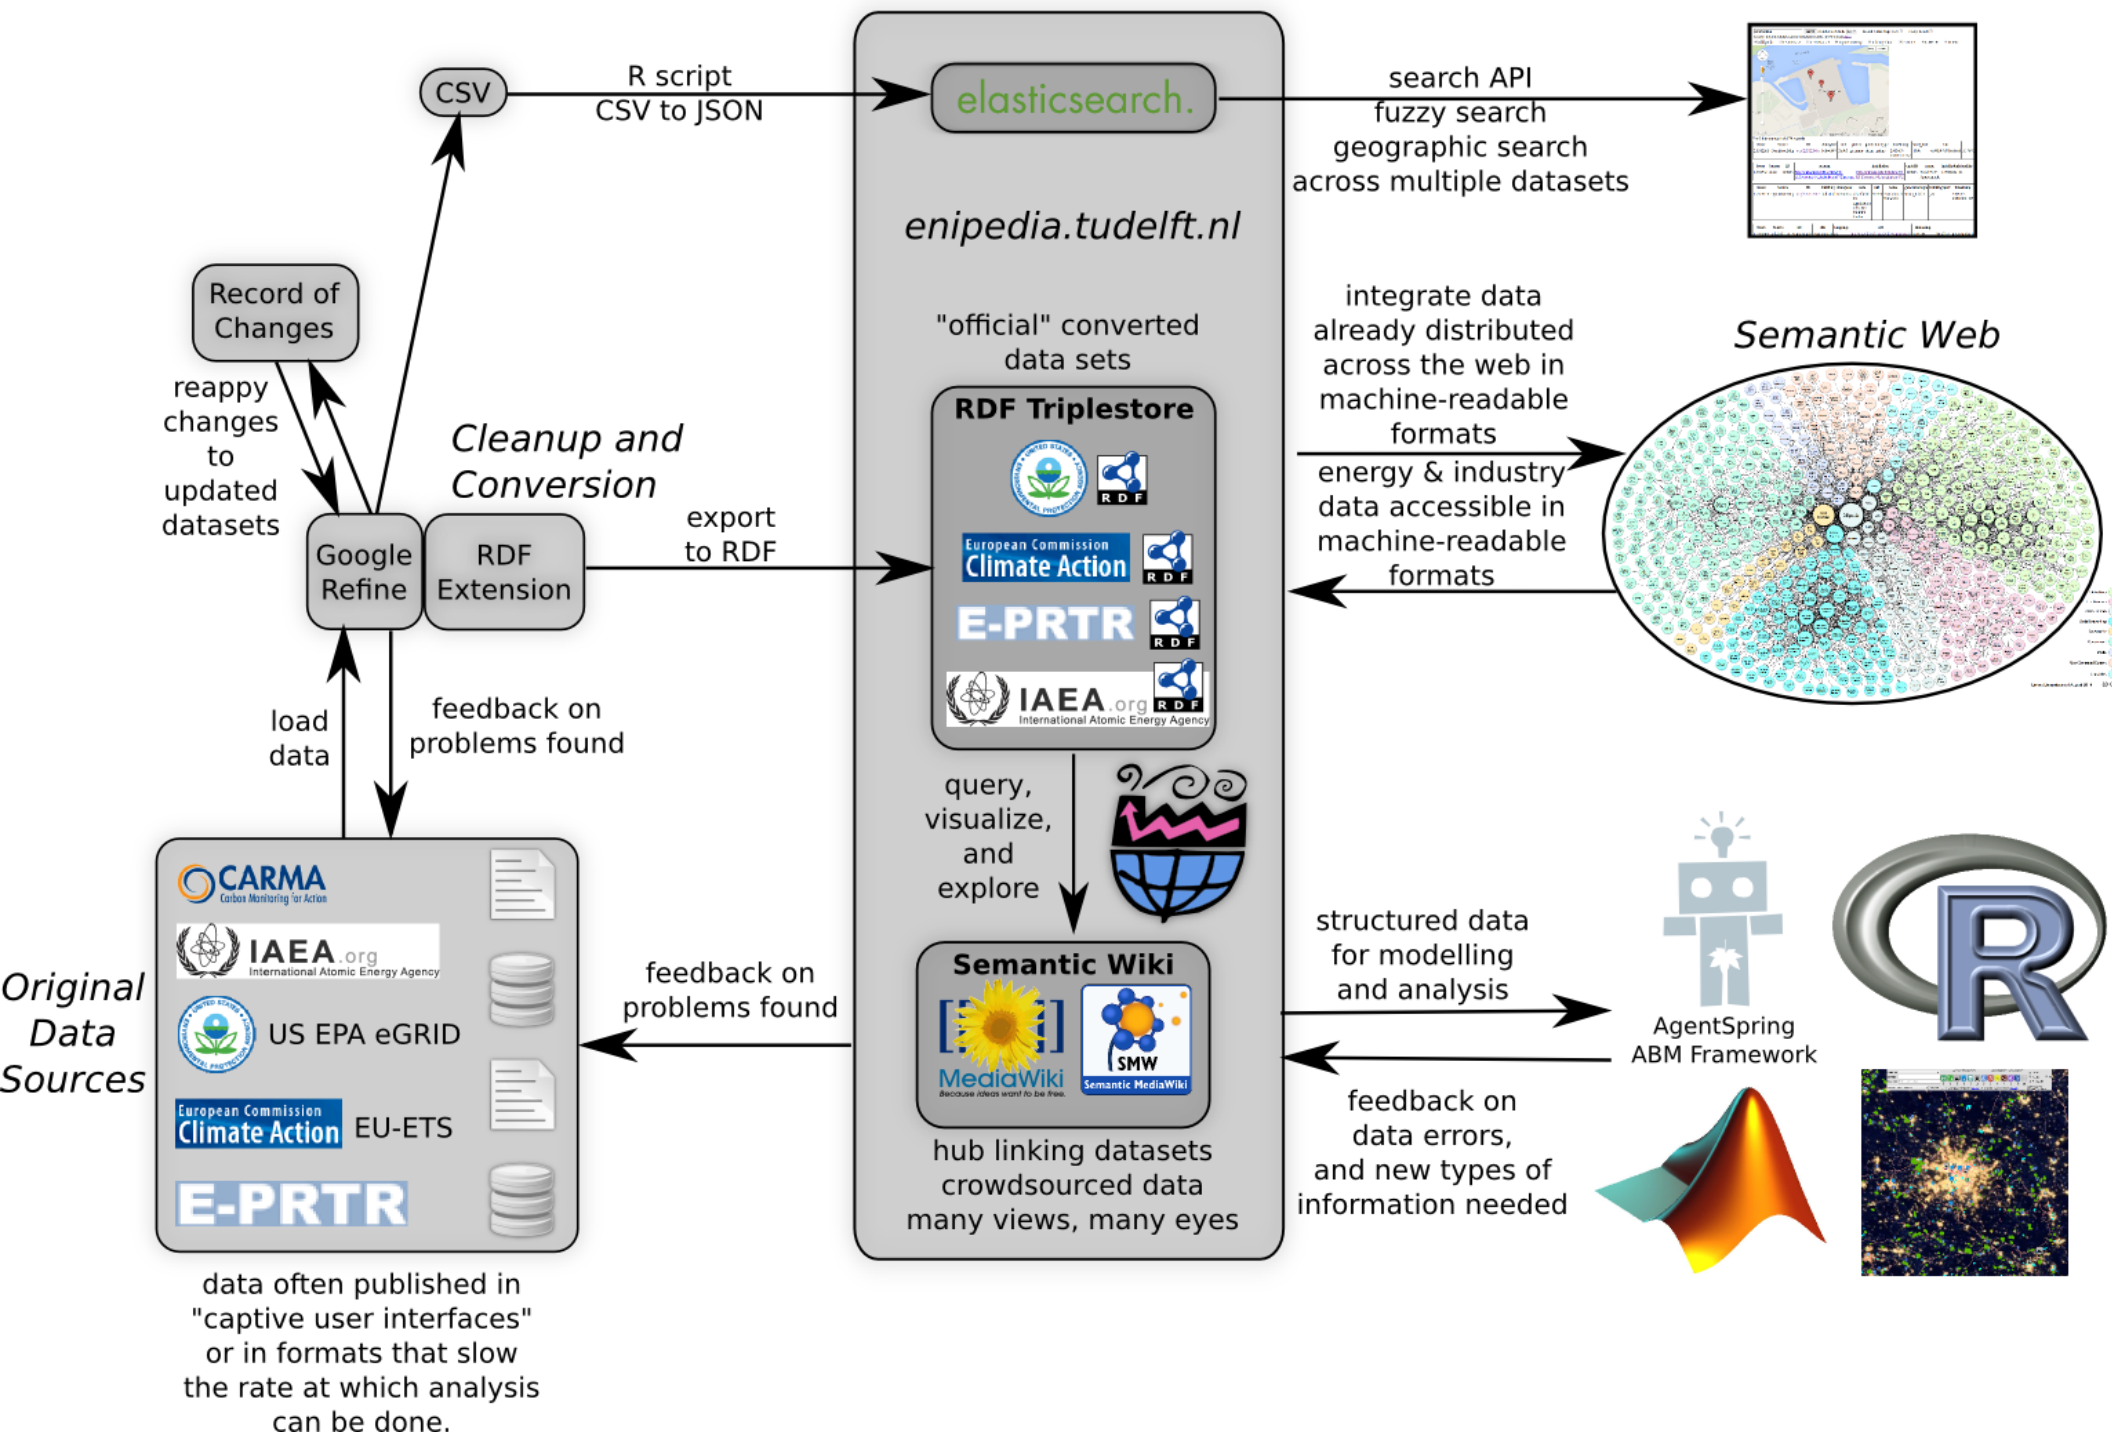 CSV
R script
CSV to JSON
elasticsearch.
search API
fuzzy search
geographic search
across multiple datasets
enipedia.tudelft.nl
Record of
Changes
reappy
changes
to
updated
datasets
Cleanup and
Conversion
Google
Refine
RDF
Extension
export
to RDF
load
data
feedback on
problems found
"official" converted
data sets
RDF Triplestore
RDF
European Commission
Climate Action
RDF
E-PRTR
RDF
IAEA.org
International Atomic Energy Agency
RDF
integrate data
already distributed
across the web in
machine-readable
formats
energy & industry
data accessible in
machine-readable
formats
Semantic Web
query,
visualize,
and
explore
Semantic Wiki
MediaWiki
Because ideas want to be free.
SMW
Semantic MediaWiki
hub linking datasets
crowdsourced data
many views, many eyes
Original
Data
Sources
CARMA
Carbon Monitoring for Action
IAEA.org
International Atomic Energy Agency
US EPA eGRID
European Commission
Climate Action
EU-ETS
E-PRTR
data often published in
"captive user interfaces"
or in formats that slow
the rate at which analysis
can be done.
feedback on
problems found
structured data
for modelling
and analysis
feedback on
data errors,
and new types of
information needed
AgentSpring
ABM Framework
R